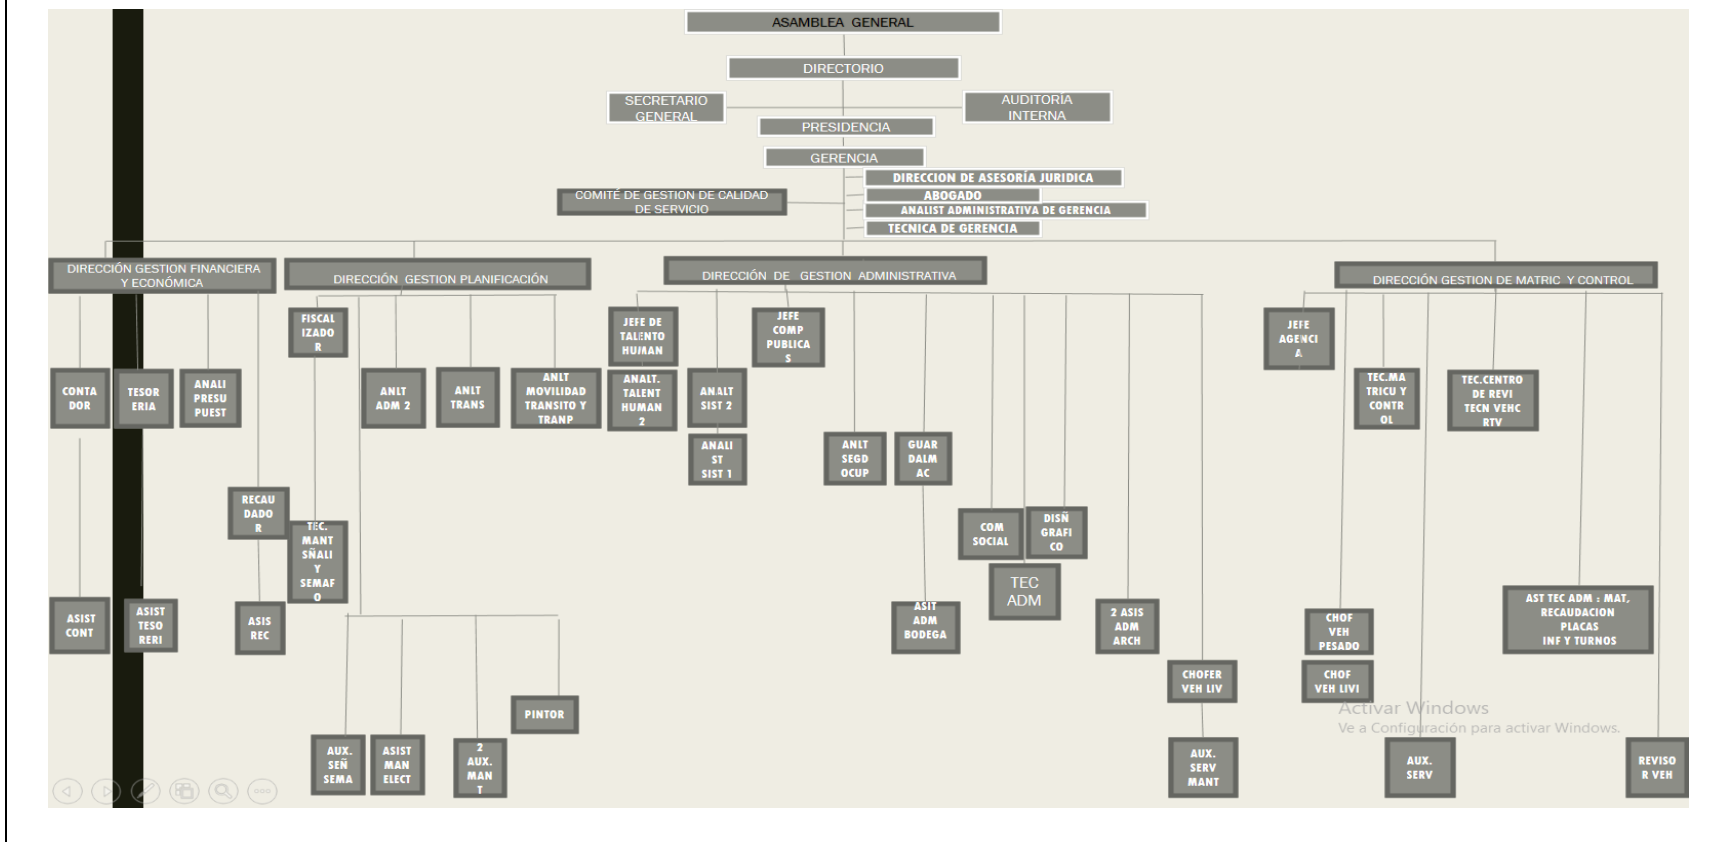 ASAMBLEA GENERAL
DIRECTORIO
SECRETARIO
GENERAL
AUDITORÍA
INTERNA
PRESIDENCIA
GERENCIA
DIRECCION DE ASESORÍA JURIDICA
ABOGADO
ANALIST ADMINISTRATIVA DE GERENCIA
TECNICA DE GERENCIA
COMITÉ DE GESTION DE CALIDAD
DE SERVICIO
DIRECCIÓN GESTION FINANCIERA
Y ECONÓMICA
DIRECCIÓN GESTION PLANIFICACIÓN
DIRECCIÓN DE GESTION ADMINISTRATIVA
DIRECCIÓN GESTION DE MATRIC Y CONTROL
FISCAL
IZADO
R
JEFE DE
TALENTO
HUMAN
JEFE
COMP
PUBLICA
S
JEFE
AGENCI
A
CONTA
DOR
TESOR
ERIA
ANALI
PRESU
PUEST
ANLT
ADM 2
ANLT
TRANS
ANLT
MOVILIDAD
TRANSITO Y
TRANP
ANALT.
TALENT
HUMAN
2
ANALT
SIST 2
TEC.MA
TRICU Y
CONTR
OL
TEC.CENTRO
DE REVI
TECN VEHC
RTV
ANALI
ST
SIST 1
ANLT
SEGD
OCUP
GUAR
DALM
AC
RECAU
DADO
R
TEC.
MANT
SÑALI
Y
SEMAF
O
COM
SOCIAL
DISÑ
GRAFI
CO
TEC
ADM
ASIST
CONT
ASIST
TESO
RERI
ASIS
REC
ASIT
ADM
BODEGA
2 ASIS
ADM
ARCH
CHOF
VEH
PESADO
AST TEC ADM : MAT,
RECAUDACION
PLACAS
INF Y TURNOS
CHOFER
VEH LIV
CHOF
VEH LIVI
PINTOR
AUX.
SEÑ
SEMA
ASIST
MAN
ELECT
2
AUX.
MAN
T
AUX.
SERV
MANT
AUX.
SERV
REVISO
R VEH
Activar Windows
Ve a Configuración para activar Windows.